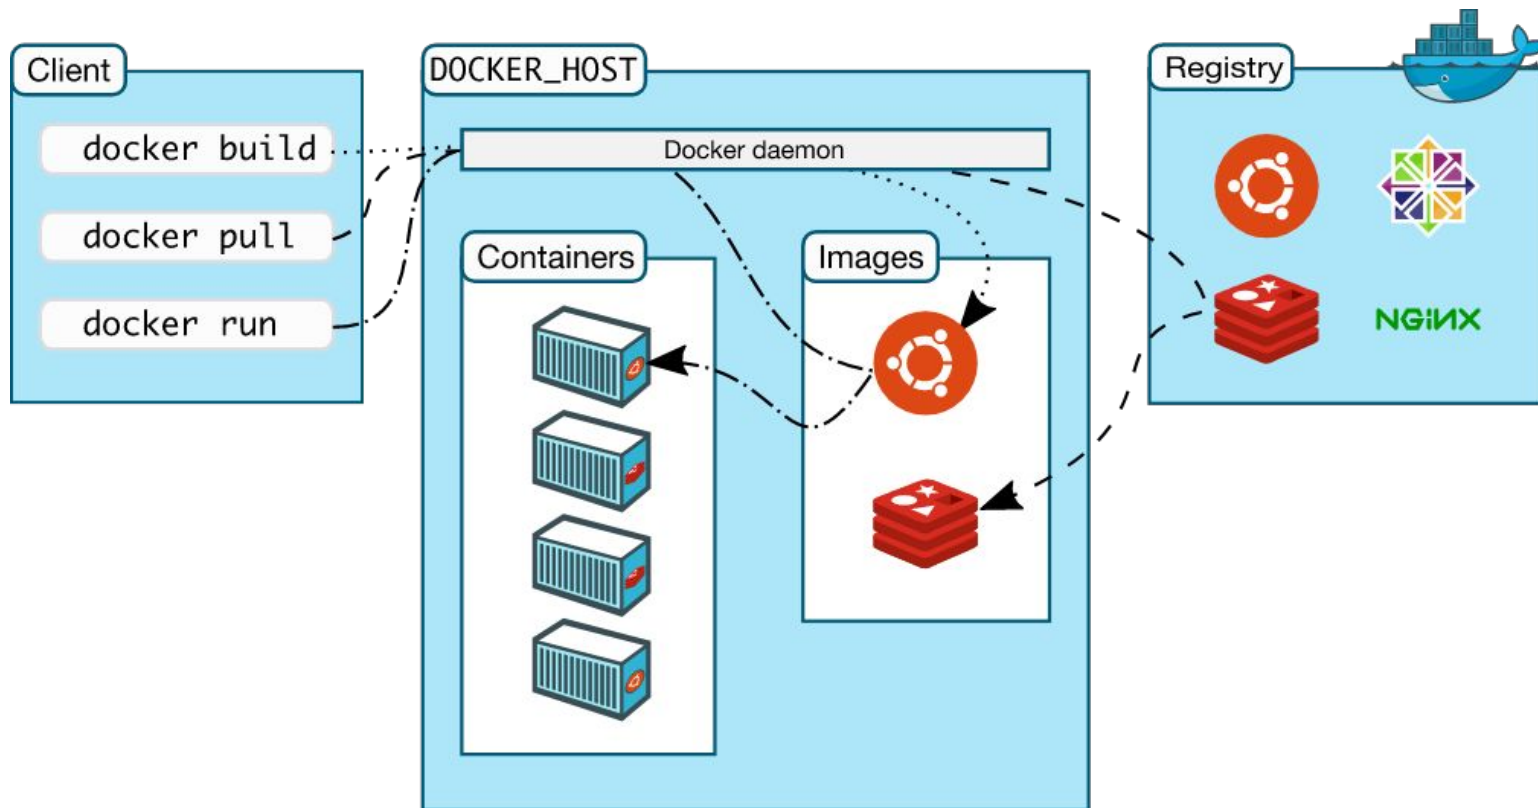 Client
docker build
docker pull
docker run
DOCKER_HOST
Docker daemon
Containers
Images
Registry
NGiNX